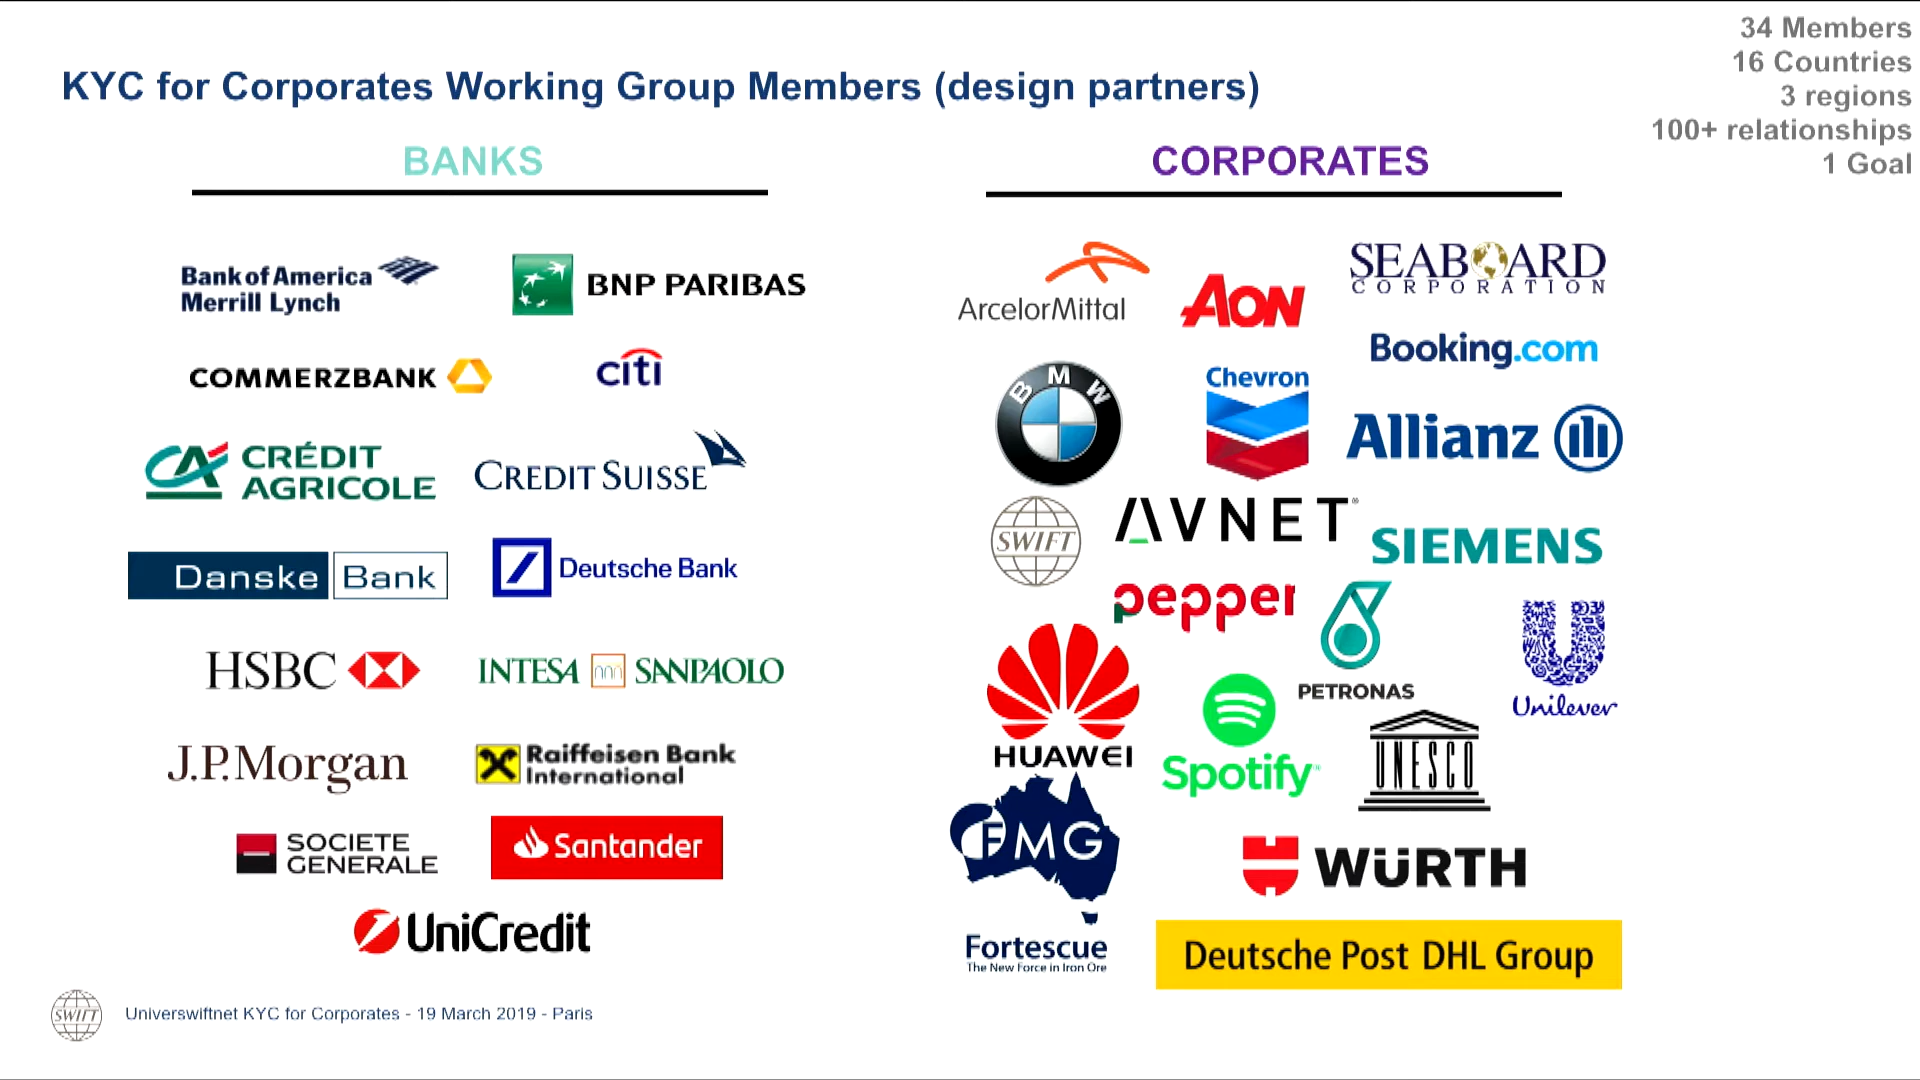 34 Members
16 Countries
3 regions
100+ relationships
1 Goal
KYC for Corporates Working Group Members (design partners)
BANKS
Bank of America
Merrill Lynch
BNP PARIBAS
COMMERZBANK
citi
CRÉDIT
AGRICOLE
CREDIT SUISSE
Danske Bank
Deutsche Bank
HSBC
INTESA SANPAOLO
J.P.Morgan
Raiffeisen Bank
International
SOCIETE
GENERALE
Santander
UniCredit
CORPORATES
ArcelorMittal
AON
SEABOARD
CORPORATION
Booking.com
BMW
Chevron
Allianz
SWIFT
AVNET®
SIEMENS
pepper
PETRONAS
Unilever
HUAWEI
Spotify
UNESCO
FMG
Fortescue
The New Force in Iron Ore
WÜRTH
Deutsche Post DHL Group
SWIFT
Universwiftnet KYC for Corporates - 19 March 2019 - Paris